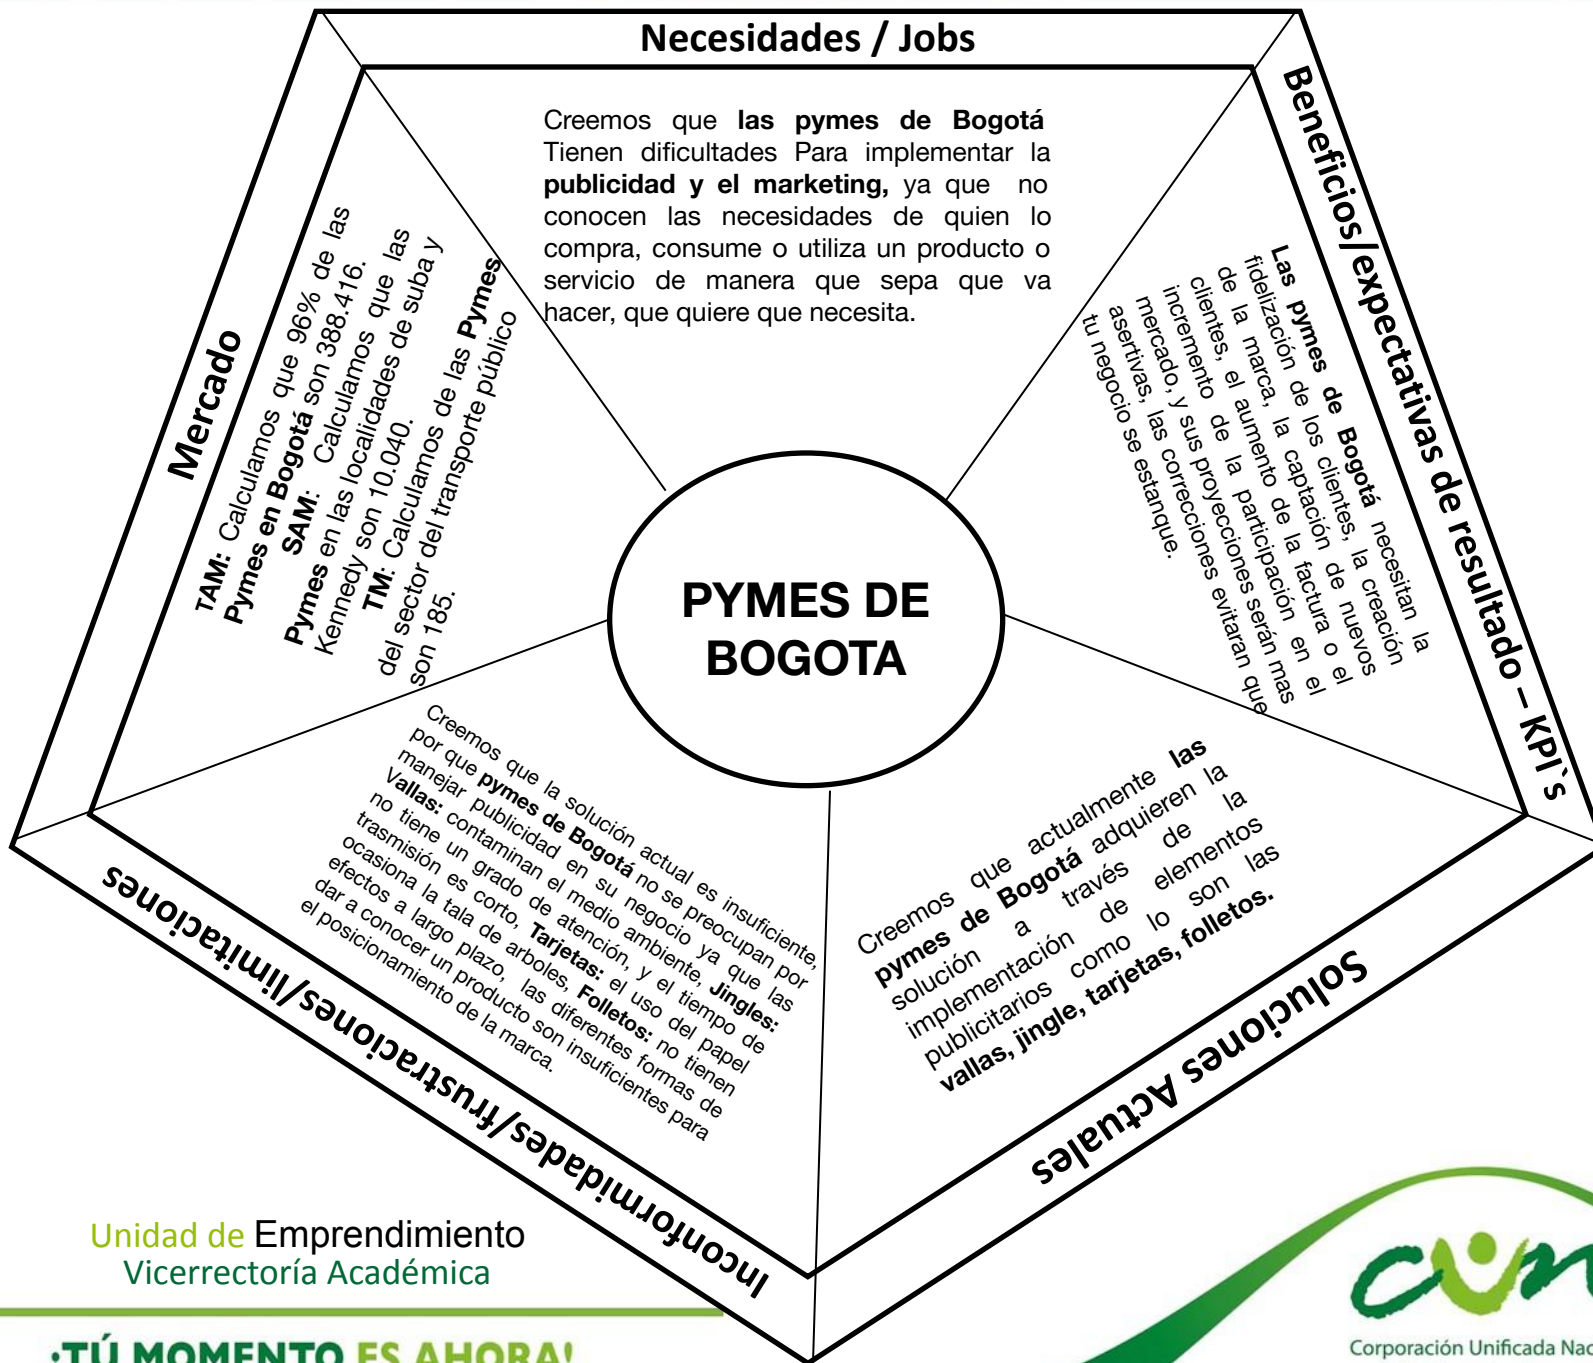 Necesidades / Jobs
Creemos que las pymes de Bogotá
Tienen dificultades Para implementar la
publicidad y el marketing, ya que no
conocen las necesidades de quien lo
compra, consume o utiliza un producto o
servicio de manera que sepa que va
hacer, que quiere que necesita.
Beneficios/expectativas de resultado – KPI`s
Las pymes de Bogotá necesitan la
fidelización de los clientes, la creación
de la marca, la captación de nuevos
clientes, el aumento de la factura o el
incremento de la participación en el
mercado, y sus proyecciones serán mas
asertivas, las correcciones evitaran que
tu negocio se estanque.
Mercado
TAM: Calculamos que 96% de las
Pymes en Bogotá son 388.416.
SAM: Calculamos que las
Pymes en las localidades de suba y
Kennedy son 10.040.
TM: Calculamos de las Pymes
del sector del transporte público
son 185.
PYMES DE
BOGOTA
Creemos que la solución actual es insuficiente,
por que pymes de Bogotá no se preocupan por
manejar publicidad en su negocio ya que las
Vallas: contaminan el medio ambiente, Jingles:
no tiene un grado de atención, y el tiempo de
trasmisión es corto, Tarjetas: el uso del papel
ocasiona la tala de arboles, Folletos: no tienen
efectos a largo plazo, las diferentes formas de
dar a conocer un producto son insuficientes para
el posicionamiento de la marca.
Inconformidades/frustraciones/limitaciones
Creemos que actualmente las
pymes de Bogotá adquieren la
solución a través de la
implementación de elementos
publicitarios como lo son las
vallas, jingle, tarjetas, folletos.
Soluciones Actuales
Unidad de Emprendimiento
Vicerrectoría Académica
¡TÚ MOMENTO ES AHORA!
cun
Corporación Unificada Nac